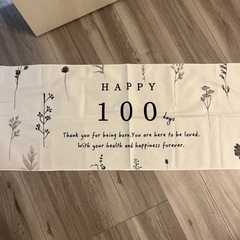 HAPPY
100 days
Thank you for being born.You are here to be loved.
With your health and happiness forever.